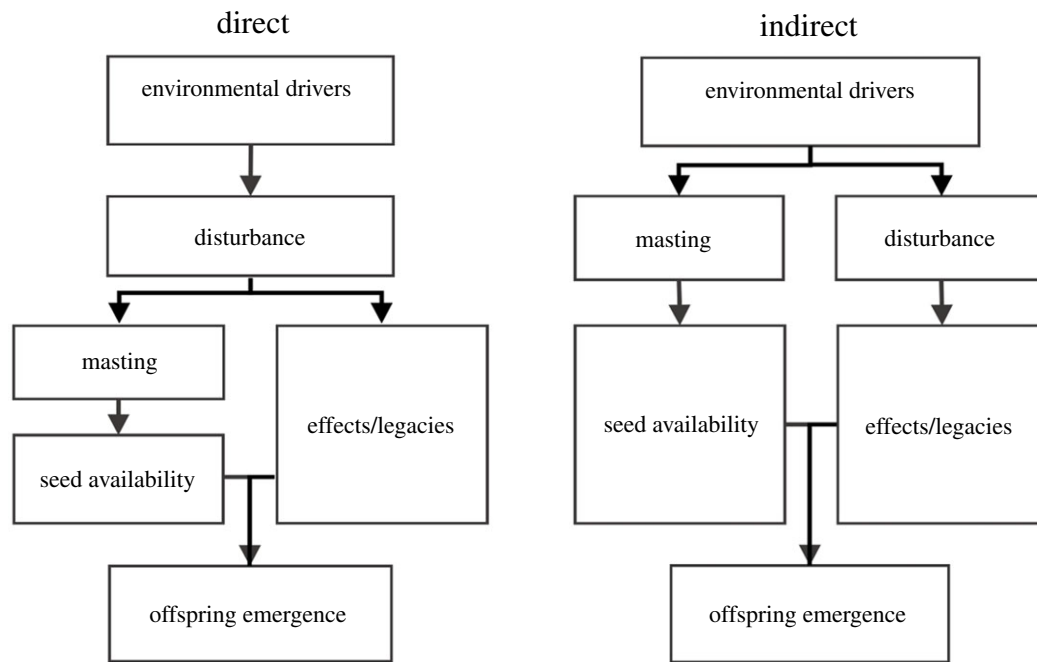 direct
environmental drivers
disturbance
masting
seed availability
effects/legacies
offspring emergence
indirect
environmental drivers
masting
disturbance
seed availability
effects/legacies
offspring emergence